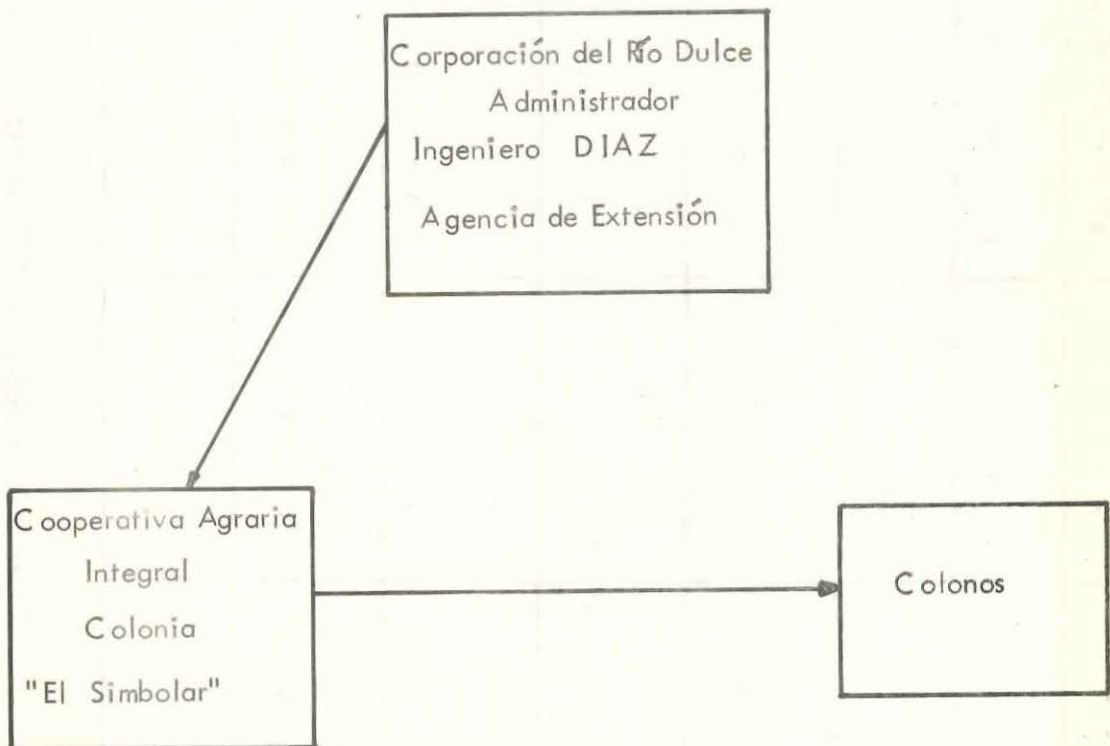 Corporación del Río Dulce
Administrador
Ingeniero DIAZ
Agencia de Extensión
Cooperativa Agraria
Integral
Colonia
"El Simbolar"
Colonos